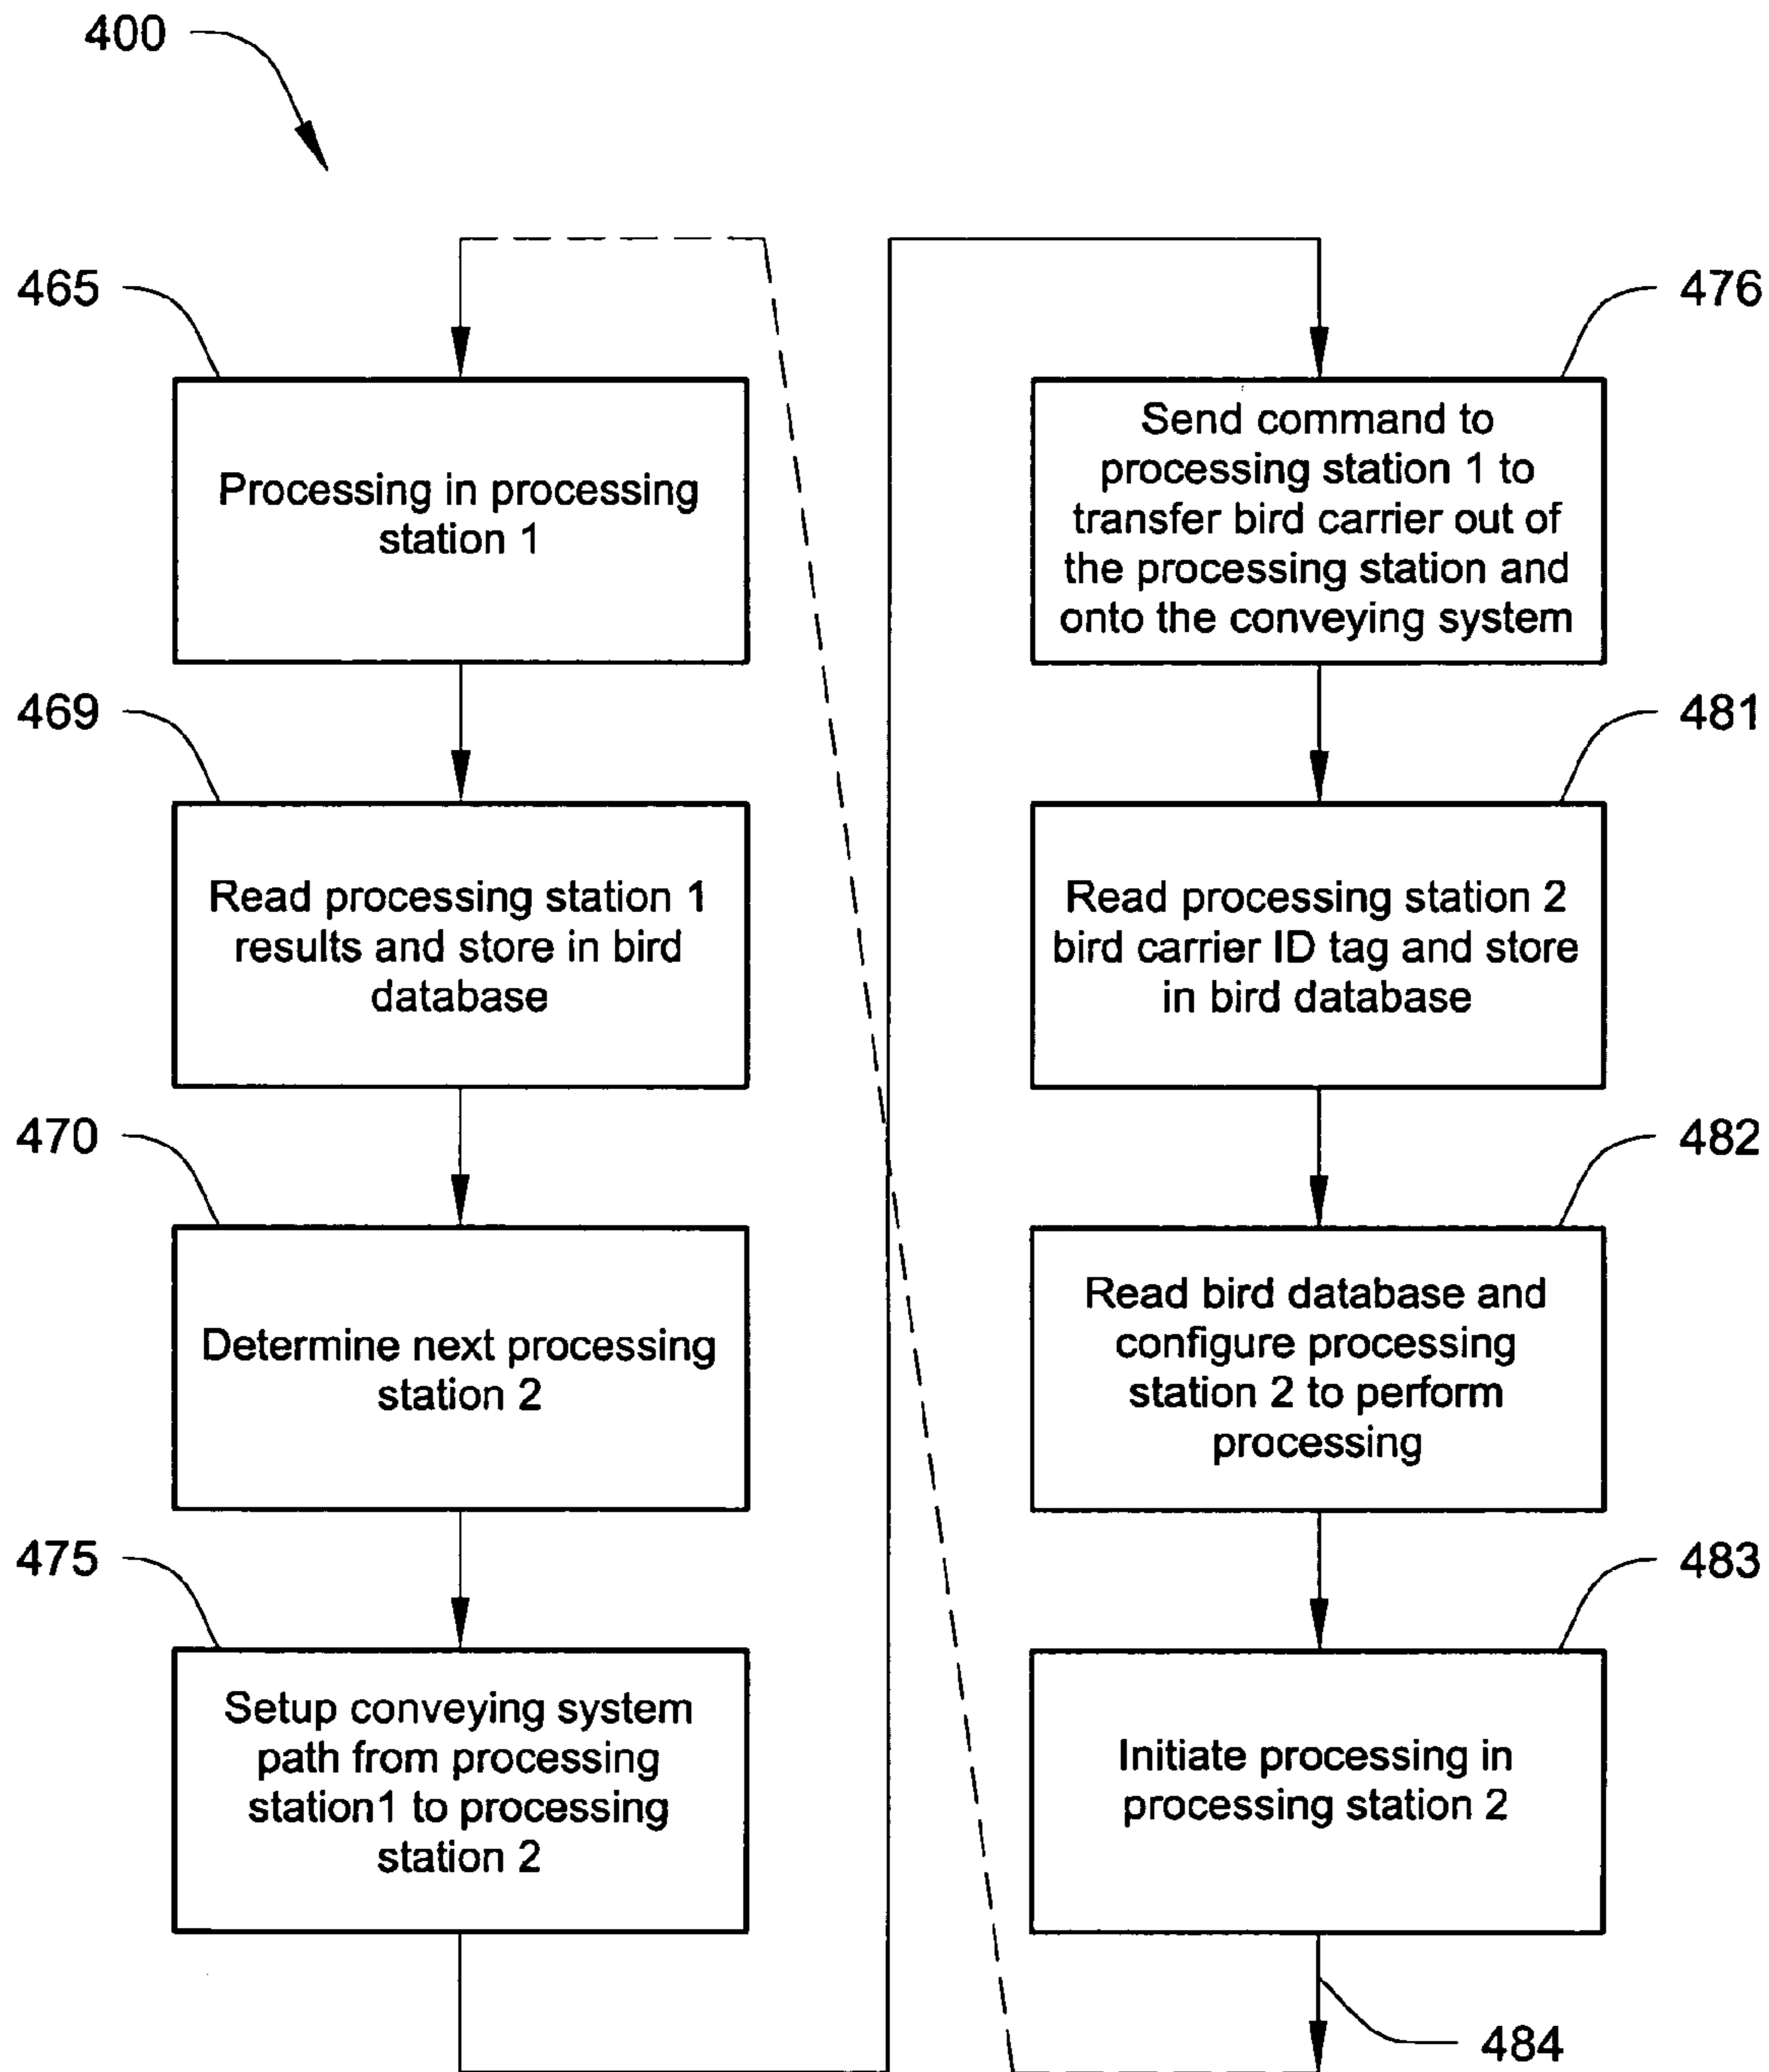 400
465
Processing in processing
station 1
469
Read processing station 1
results and store in bird
database
470
Determine next processing
station 2
475
Setup conveying system
path from processing
station1 to processing
station 2
476
Send command to
processing station 1 to
transfer bird carrier out of
the processing station and
onto the conveying system
481
Read processing station 2
bird carrier ID tag and store
in bird database
482
Read bird database and
configure processing
station 2 to perform
processing
483
Initiate processing in
processing station 2
484